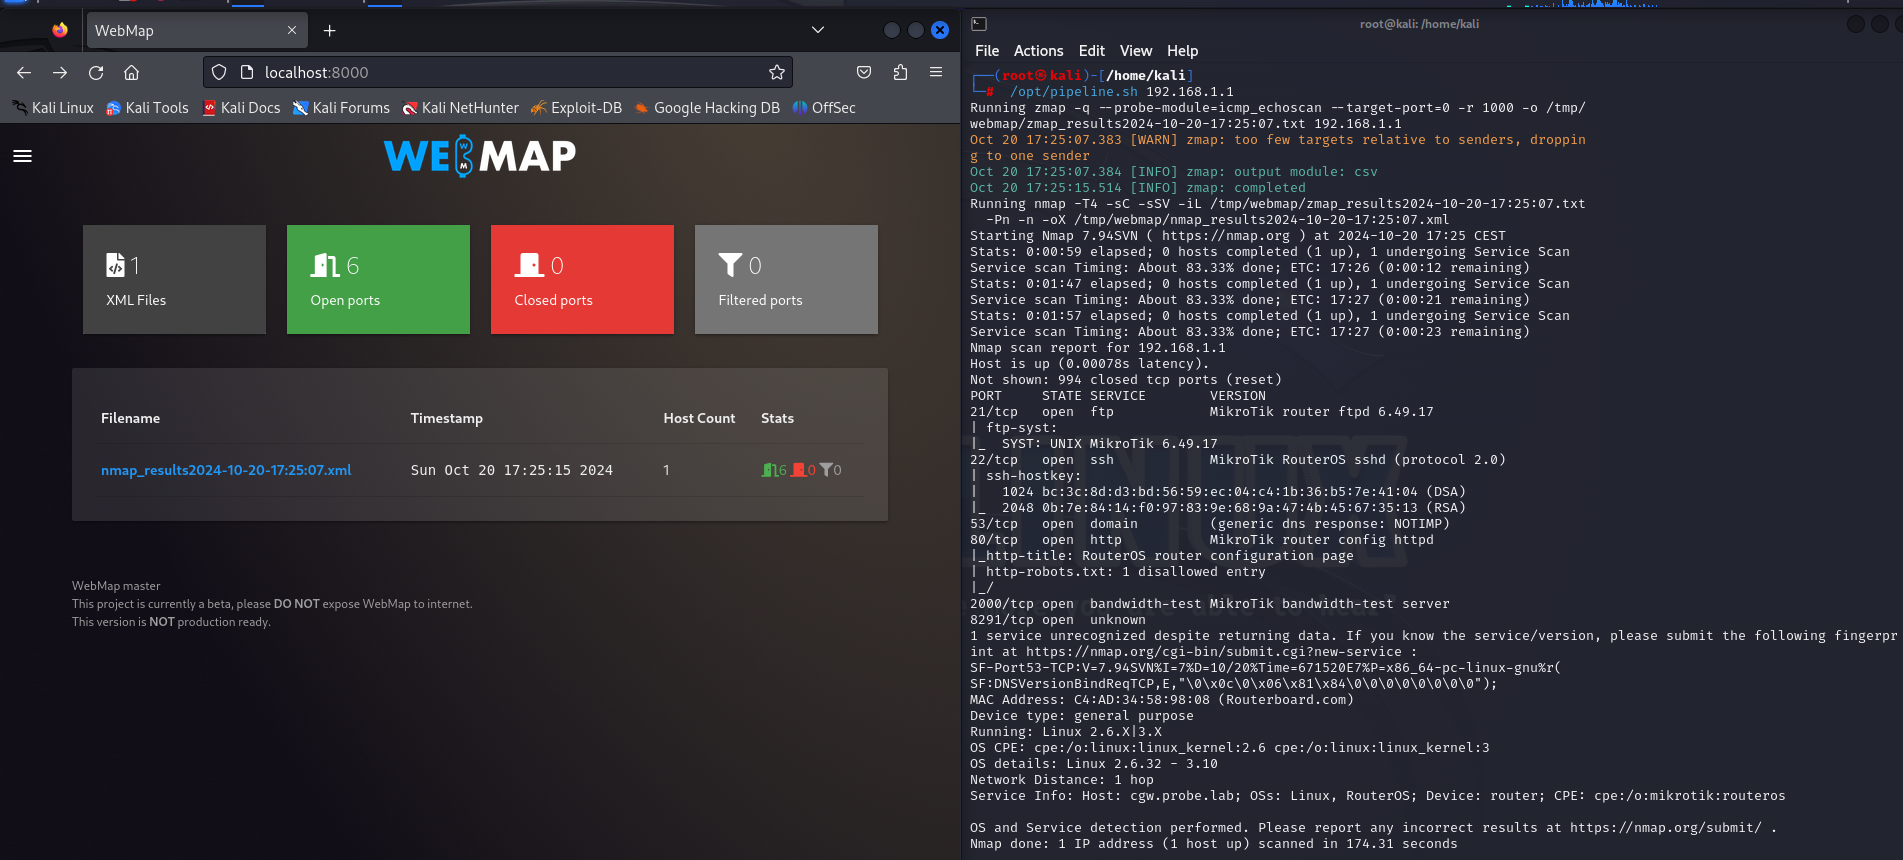 WebMap
localhost:8000
Kali Linux Kali Tools Kali Docs Kali Forums Kali NetHunter Exploit-DB Google Hacking DB OffSec
WEBMAP
1
XML Files
6
Open ports
0
Closed ports
0
Filtered ports
Filename Timestamp Host Count Stats
nmap_results2024-10-20-17:25:07.xml Sun Oct 20 17:25:15 2024 1 6 0 0
WebMap master
This project is currently a beta, please DO NOT expose WebMap to internet.
This version is NOT production ready.
root@kali: /home/kali
File Actions Edit View Help
┌──(root㉿kali)-[/home/kali]
└─# /opt/pipeline.sh 192.168.1.1
Running zmap -q --probe-module=icmp_echoscan --target-port=0 -r 1000 -o /tmp/
webmap/zmap_results2024-10-20-17:25:07.txt 192.168.1.1
Oct 20 17:25:07.383 [WARN] zmap: too few targets relative to senders, droppin
g to one sender
Oct 20 17:25:07.384 [INFO] zmap: output module: csv
Oct 20 17:25:15.514 [INFO] zmap: completed
Running nmap -T4 -sC -sSV -iL /tmp/webmap/zmap_results2024-10-20-17:25:07.txt
-Pn -n -oX /tmp/webmap/nmap_results2024-10-20-17:25:07.xml
Starting Nmap 7.94SVN ( https://nmap.org ) at 2024-10-20 17:25 CEST
Stats: 0:00:59 elapsed; 0 hosts completed (1 up), 1 undergoing Service Scan
Service scan Timing: About 83.33% done; ETC: 17:26 (0:00:12 remaining)
Stats: 0:01:47 elapsed; 0 hosts completed (1 up), 1 undergoing Service Scan
Service scan Timing: About 83.33% done; ETC: 17:27 (0:00:21 remaining)
Stats: 0:01:57 elapsed; 0 hosts completed (1 up), 1 undergoing Service Scan
Service scan Timing: About 83.33% done; ETC: 17:27 (0:00:23 remaining)
Nmap scan report for 192.168.1.1
Host is up (0.00078s latency).
Not shown: 994 closed tcp ports (reset)
PORT STATE SERVICE VERSION
21/tcp open ftp MikroTik router ftpd 6.49.17
| ftp-syst:
|_ SYST: UNIX MikroTik 6.49.17
22/tcp open ssh MikroTik RouterOS sshd (protocol 2.0)
| ssh-hostkey:
| 1024 bc:3c:8d:d3:bd:56:59:ec:04:c4:1b:36:b5:7e:41:04 (DSA)
|_ 2048 0b:7e:84:14:f0:97:83:9e:68:9a:47:4b:45:67:35:13 (RSA)
53/tcp open domain (generic dns response: NOTIMP)
80/tcp open http MikroTik router config httpd
|_http-title: RouterOS router configuration page
| http-robots.txt: 1 disallowed entry
|_/
2000/tcp open bandwidth-test MikroTik bandwidth-test server
8291/tcp open unknown
1 service unrecognized despite returning data. If you know the service/version, please submit the following fingerpr
int at https://nmap.org/cgi-bin/submit.cgi?new-service :
SF-Port53-TCP:V=7.94SVN%I=7%D=10/20%Time=671520E7%P=x86_64-pc-linux-gnu%r(
SF:DNSVersionBindReqTCP,E,"\0\x0c\0\x06\x81\x84\0\0\0\0\0\0\0\0");
MAC Address: C4:AD:34:58:98:08 (Routerboard.com)
Device type: general purpose
Running: Linux 2.6.X|3.X
OS CPE: cpe:/o:linux:linux_kernel:2.6 cpe:/o:linux:linux_kernel:3
OS details: Linux 2.6.32 - 3.10
Network Distance: 1 hop
Service Info: Host: cgw.probe.lab; OSs: Linux, RouterOS; Device: router; CPE: cpe:/o:mikrotik:routeros
OS and Service detection performed. Please report any incorrect results at https://nmap.org/submit/ .
Nmap done: 1 IP address (1 host up) scanned in 174.31 seconds